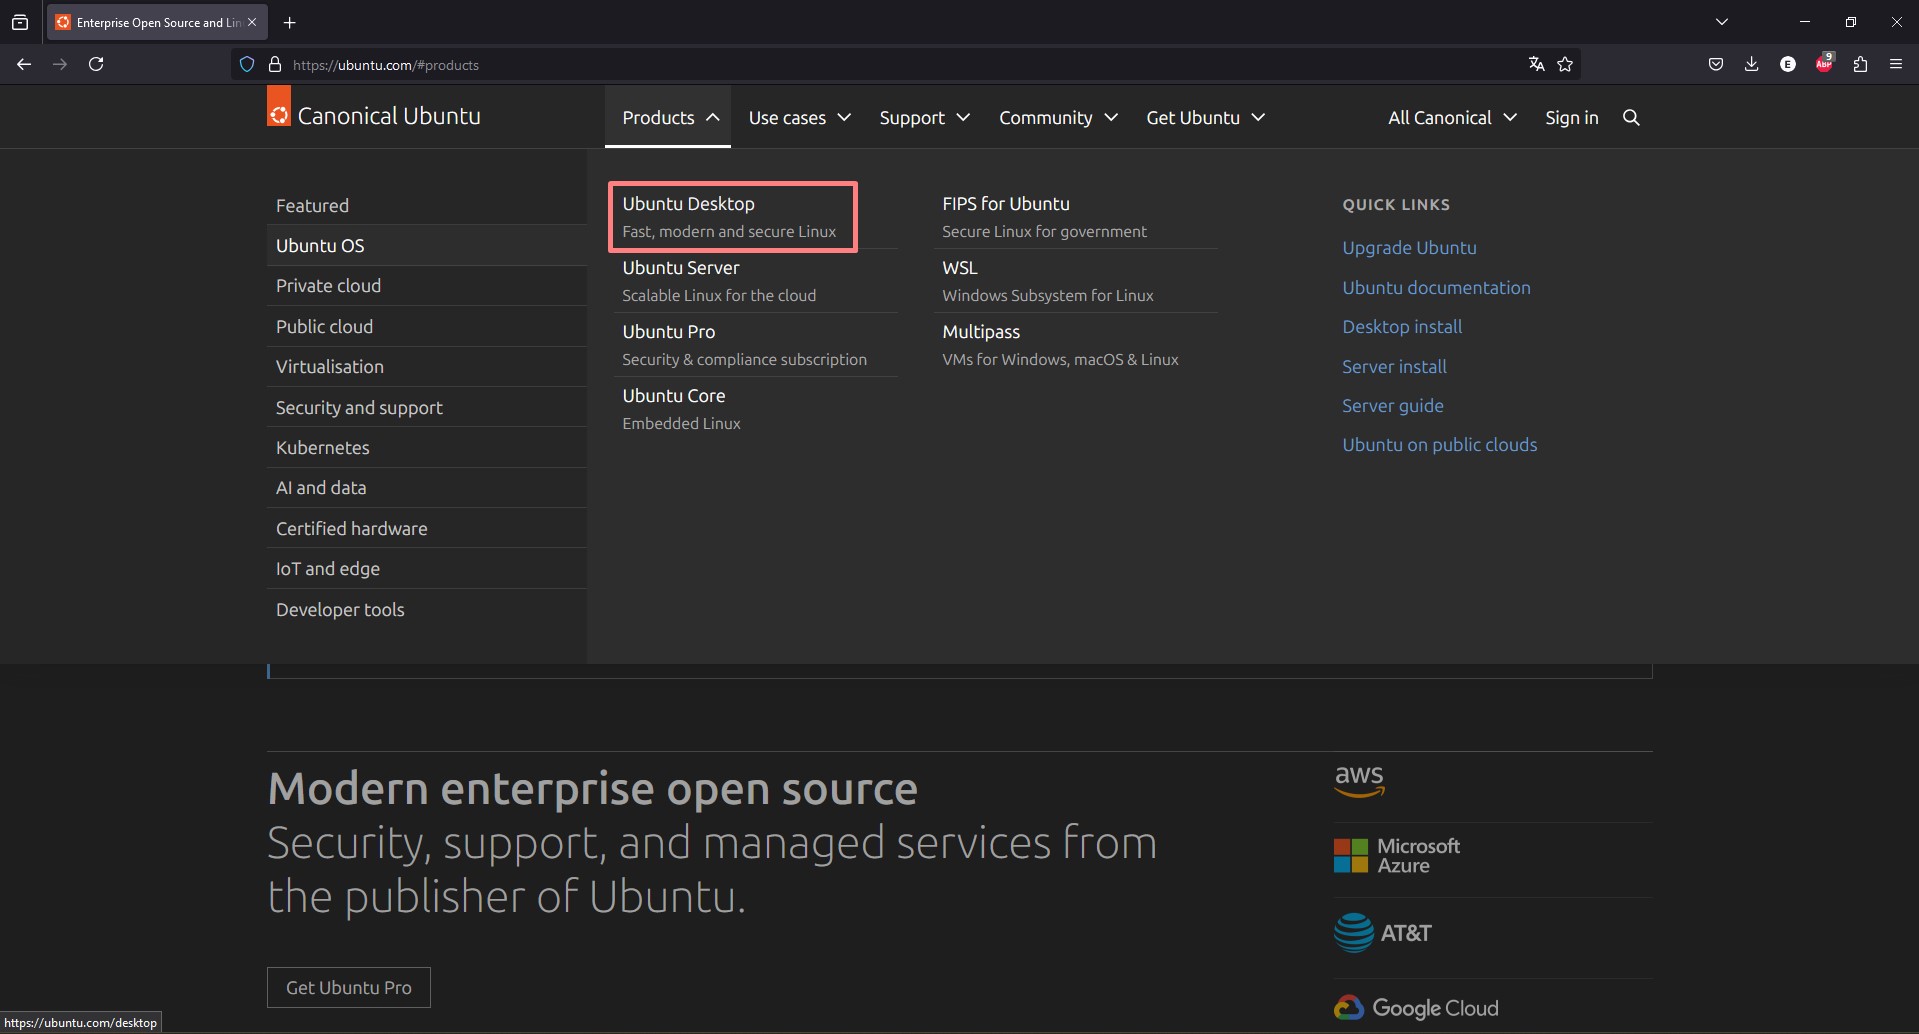 Enterprise Open Source and Lin
https://ubuntu.com/#products
E
ABP
9
Canonical Ubuntu
Products
Use cases
Support
Community
Get Ubuntu
All Canonical
Sign in
Featured
Ubuntu OS
Private cloud
Public cloud
Virtualisation
Security and support
Kubernetes
AI and data
Certified hardware
IoT and edge
Developer tools
Ubuntu Desktop
Fast, modern and secure Linux
Ubuntu Server
Scalable Linux for the cloud
Ubuntu Pro
Security & compliance subscription
Ubuntu Core
Embedded Linux
FIPS for Ubuntu
Secure Linux for government
WSL
Windows Subsystem for Linux
Multipass
VMs for Windows, macOS & Linux
QUICK LINKS
Upgrade Ubuntu
Ubuntu documentation
Desktop install
Server install
Server guide
Ubuntu on public clouds
Modern enterprise open source
Security, support, and managed services from
the publisher of Ubuntu.
Get Ubuntu Pro
aws
Microsoft
Azure
AT&T
Google Cloud
https://ubuntu.com/desktop